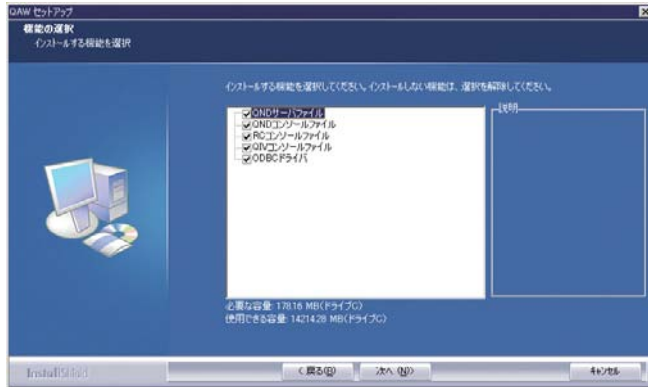 QAW セットアップ
機能の選択
インストールする機能を選択
インストールする機能を選択してください。インストールしない機能は、選択を解除してください。
QNDサーバファイル
QNDコンソールファイル
RCコンソールファイル
QIVコンソールファイル
ODBCドライバ
説明
必要な容量: 178.16 MB(ドライブC)
使用できる容量: 14214.28 MB(ドライブC)
InstallShield
< 戻る(B)
次へ (N)>
キャンセル